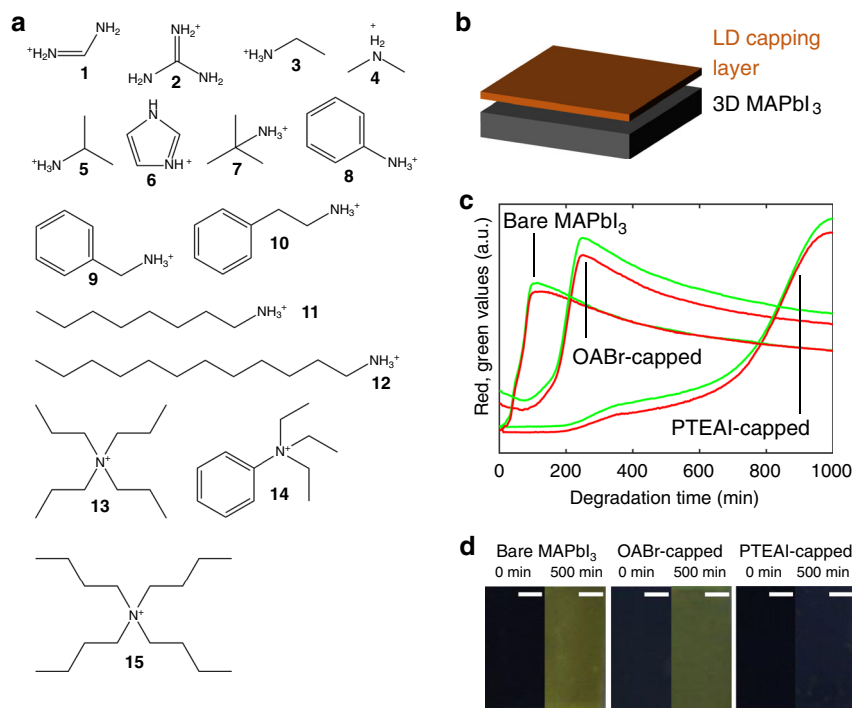 a
NH₂
⁺H₂N
1
NH₂⁺
H₂N
NH₂
2
⁺H₃N
3
⁺
H₂
N
4
⁺H₃N
5
H
N
NH⁺
6
NH₃⁺
7
NH₃⁺
8
NH₃⁺
9
NH₃⁺
10
NH₃⁺
11
NH₃⁺
12
N⁺
13
N⁺
14
N⁺
15
b
LD capping
layer
3D MAPbI₃
c
Red, green values (a.u.)
Bare MAPbI₃
OABr-capped
PTEAI-capped
0 200 400 600 800 1000
Degradation time (min)
d
Bare MAPbI₃ OABr-capped PTEAI-capped
0 min 500 min 0 min 500 min 0 min 500 min